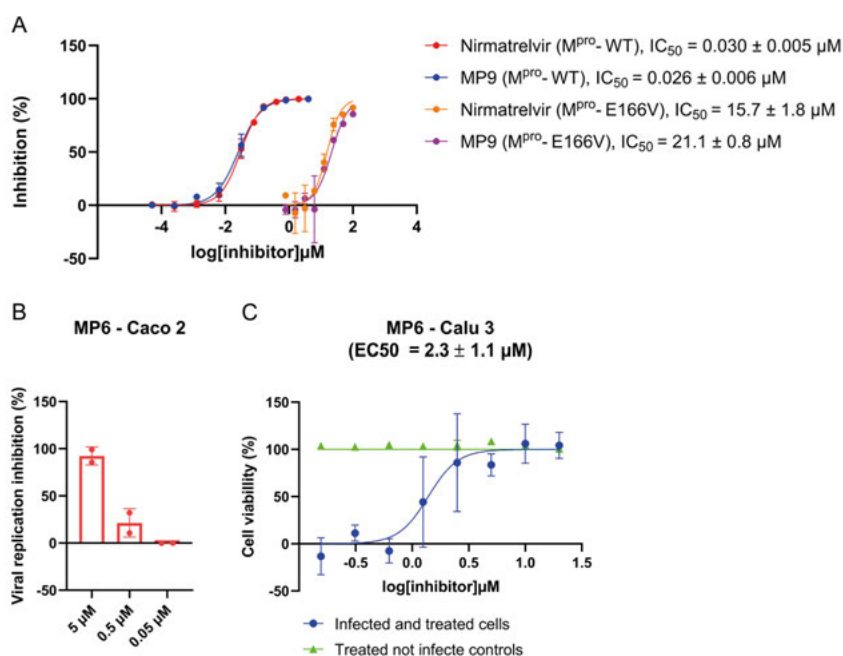 A
150
100
50
0
-50
Inhibition (%)
-4
-2
0
2
4
log[inhibitor]µM
Nirmatrelvir (Mpro- WT), IC50 = 0.030 ± 0.005 µM
MP9 (Mpro- WT), IC50 = 0.026 ± 0.006 µM
Nirmatrelvir (Mpro- E166V), IC50 = 15.7 ± 1.8 µM
MP9 (Mpro- E166V), IC50 = 21.1 ± 0.8 µM
B
MP6 - Caco 2
Viral replication inhibition (%)
150
100
50
0
-50
5 µM
0.5 µM
0.05 µM
C
MP6 - Calu 3
(EC50 = 2.3 ± 1.1 µM)
Cell viabillity (%)
150
100
50
0
-50
-0.5
0.0
0.5
1.0
1.5
log[inhibitor]µM
Infected and treated cells
Treated not infecte controls